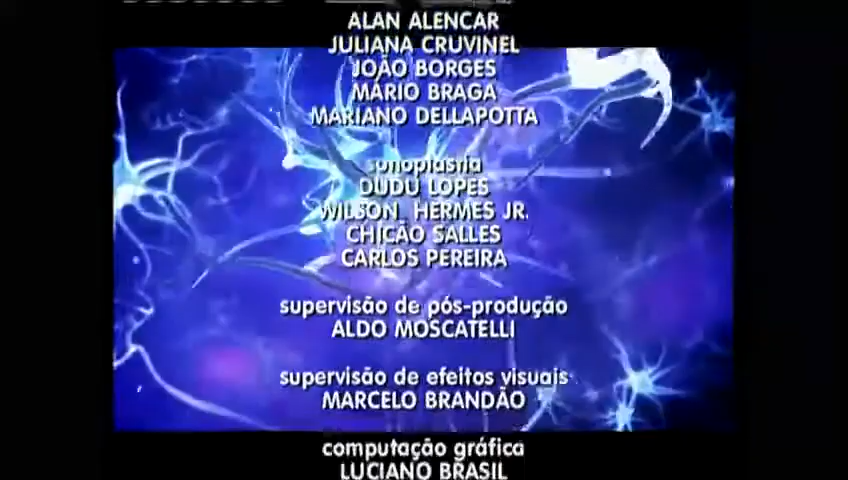 ALAN ALENCAR
JULIANA CRUVINEL
JOÃO BORGES
MÁRIO BRAGA
MARIANO DELLAPOTTA
sonoplastia
DUDU LOPES
WILSON HERMES JR.
CHICÃO SALLES
CARLOS PEREIRA
supervisão de pós-produção
ALDO MOSCATELLI
supervisão de efeitos visuais
MARCELO BRANDÃO
computação gráfica
LUCIANO BRASIL